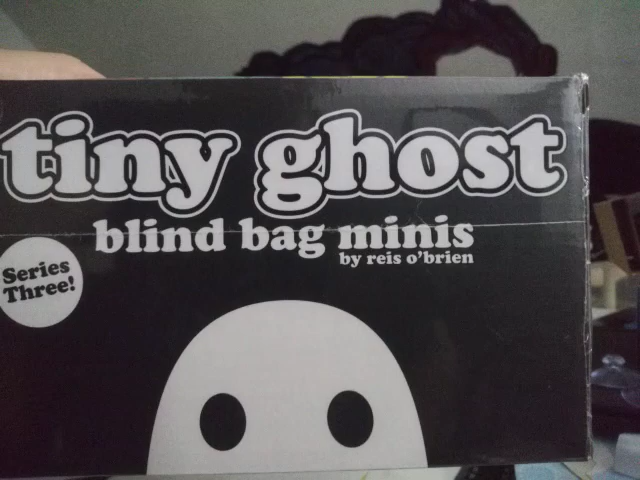 tiny ghost
blind bag minis
by reis o'brien
Series
Three!